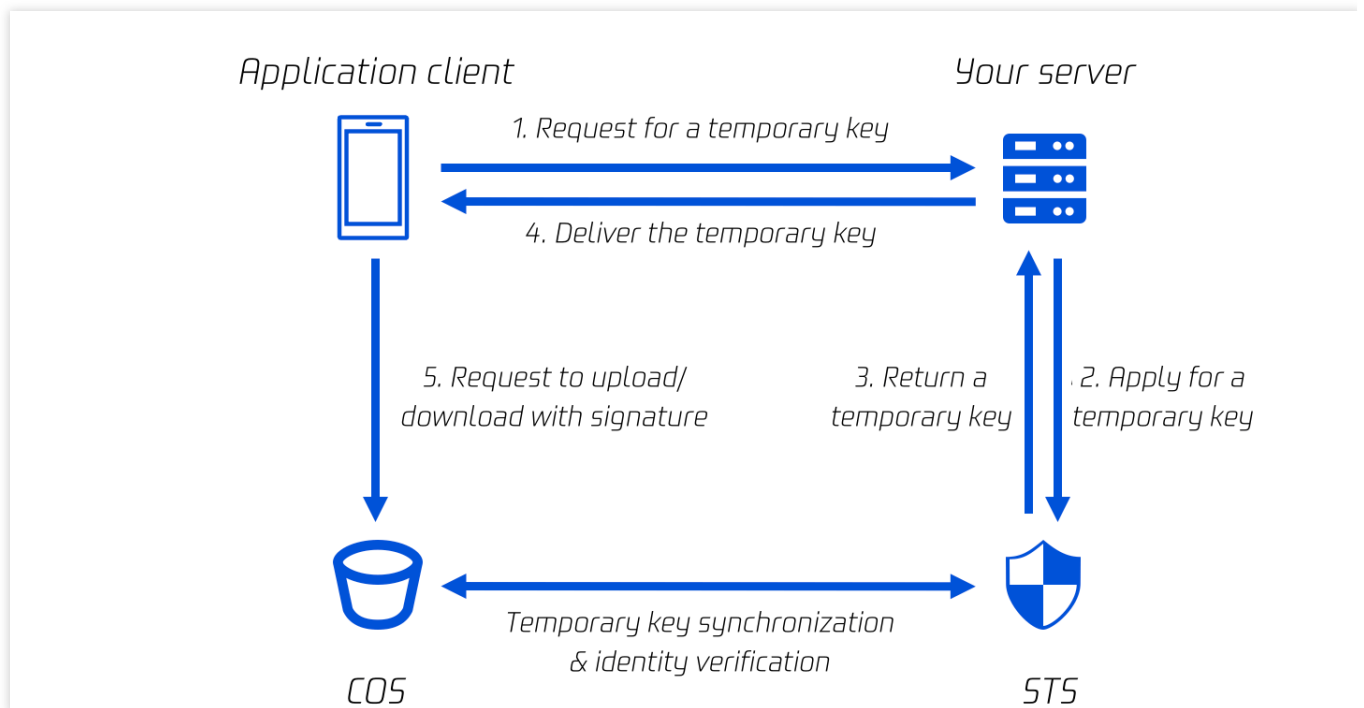 Application client
Your server
1. Request for a temporary key
4. Deliver the temporary key
5. Request to upload/
download with signature
3. Return a
temporary key
2. Apply for a
temporary key
Temporary key synchronization
& identity verification
COS
STS